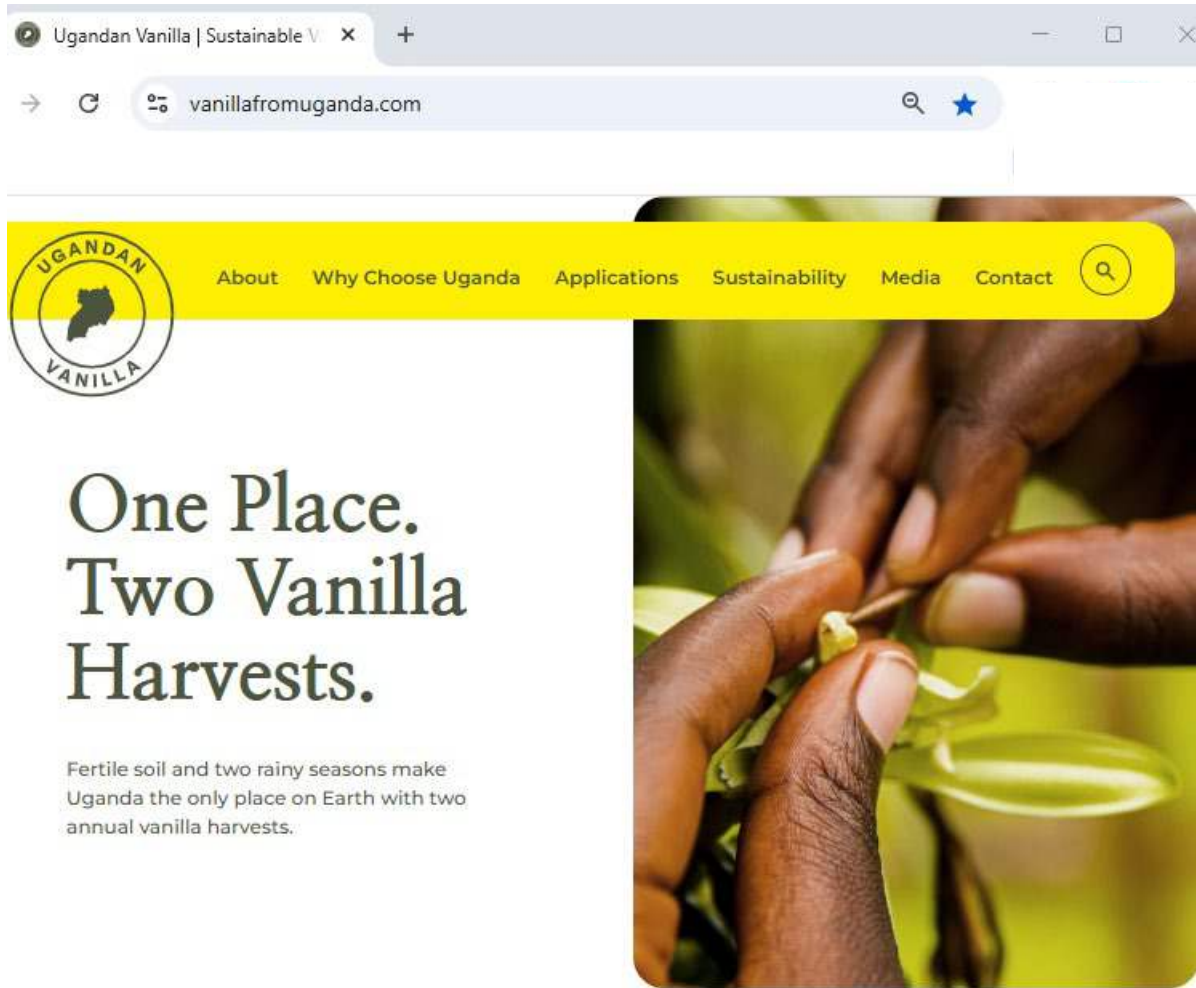 Ugandan Vanilla | Sustainable
vanillafromuganda.com
UGANDAN
VANILLA
About Why Choose Uganda Applications Sustainability Media Contact
One Place.
Two Vanilla
Harvests.
Fertile soil and two rainy seasons make
Uganda the only place on Earth with two
annual vanilla harvests.